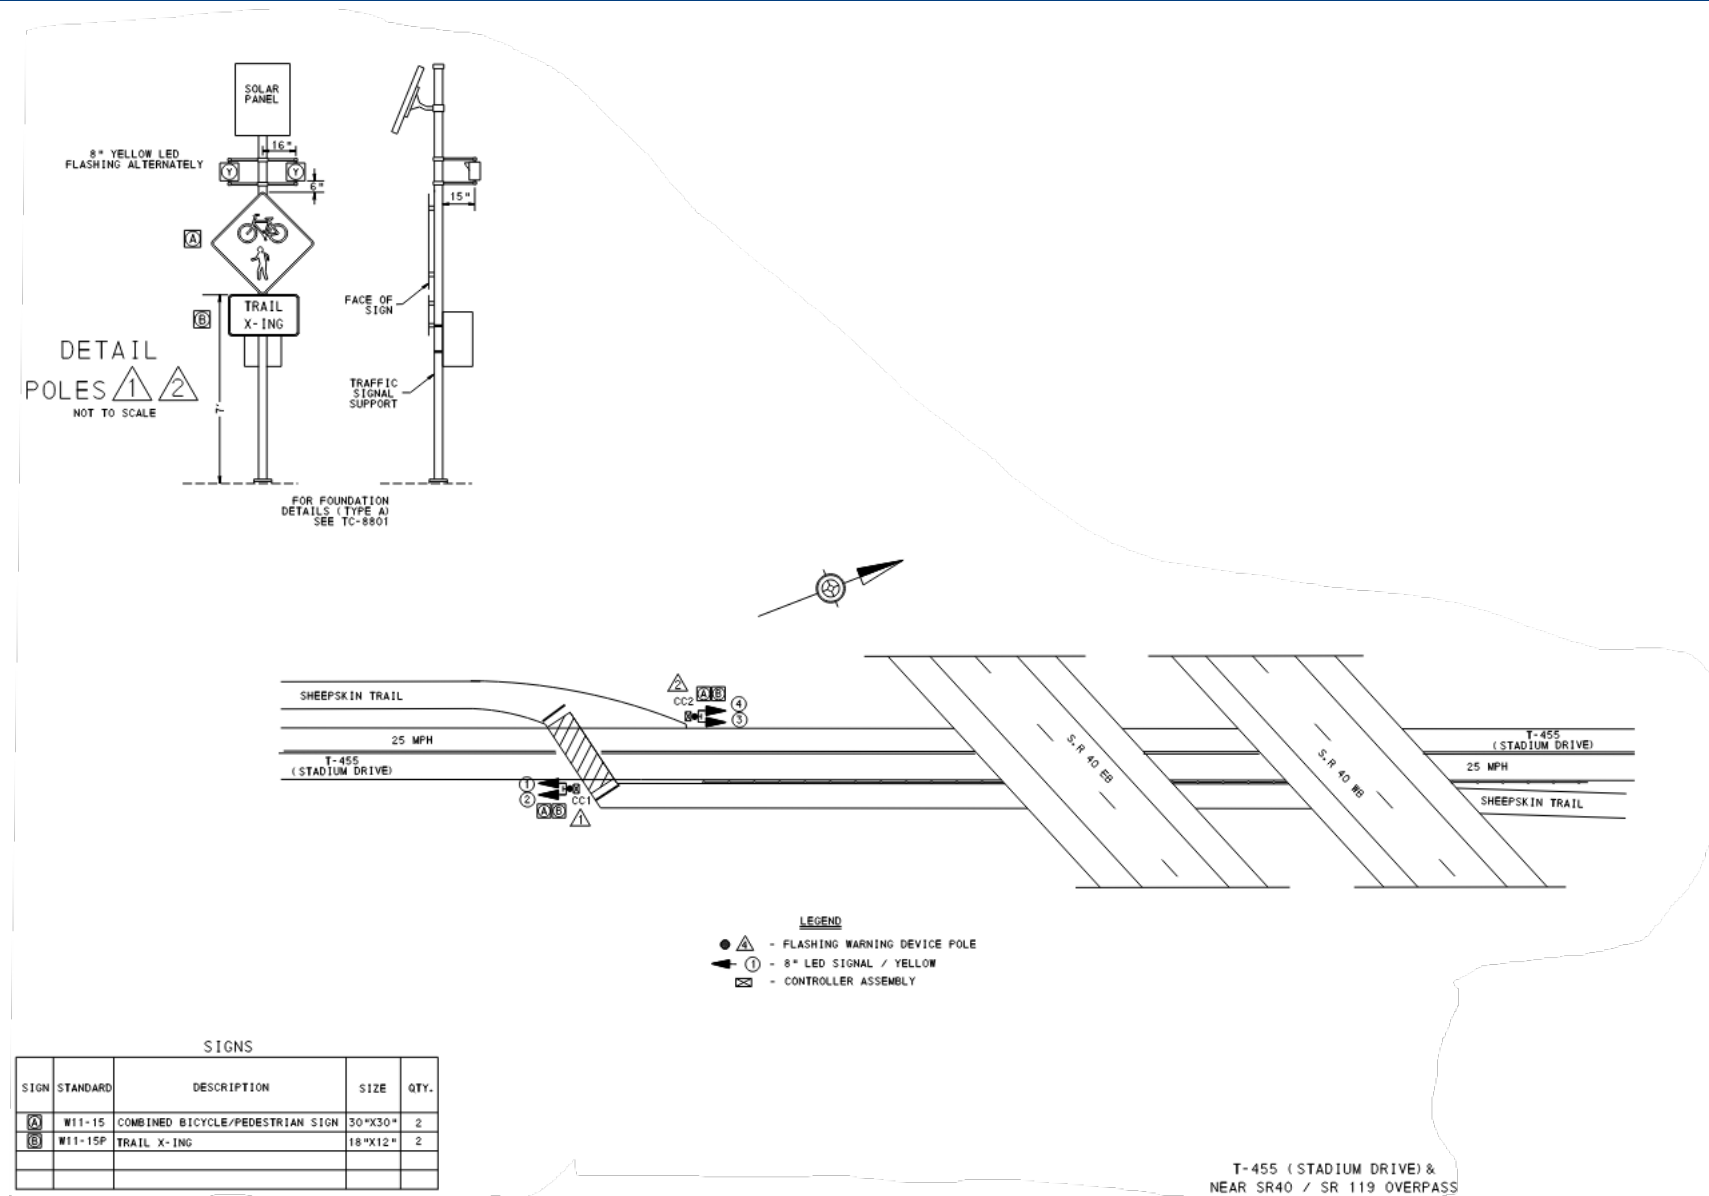 SOLAR
PANEL
16"
8" YELLOW LED
FLASHING ALTERNATELY
Y
Y
6"
15"
A
FACE OF
SIGN
TRAIL
X-ING
B
DETAIL
POLES 1 2
NOT TO SCALE
TRAFFIC
SIGNAL
SUPPORT
7'
FOR FOUNDATION
DETAILS (TYPE A)
SEE TC-8801
SHEEPSKIN TRAIL
2
A B
CC2
4
3
25 MPH
T-455
(STADIUM DRIVE)
1
2
CC1
A B
1
S.R 40 EB
S.R 40 WB
T-455
(STADIUM DRIVE)
25 MPH
SHEEPSKIN TRAIL
LEGEND
4 - FLASHING WARNING DEVICE POLE
1 - 8" LED SIGNAL / YELLOW
- CONTROLLER ASSEMBLY
SIGNS
SIGN STANDARD DESCRIPTION SIZE QTY.
A W11-15 COMBINED BICYCLE/PEDESTRIAN SIGN 30"X30" 2
B W11-15P TRAIL X-ING 18"X12" 2
T-455 (STADIUM DRIVE) &
NEAR SR40 / SR 119 OVERPASS